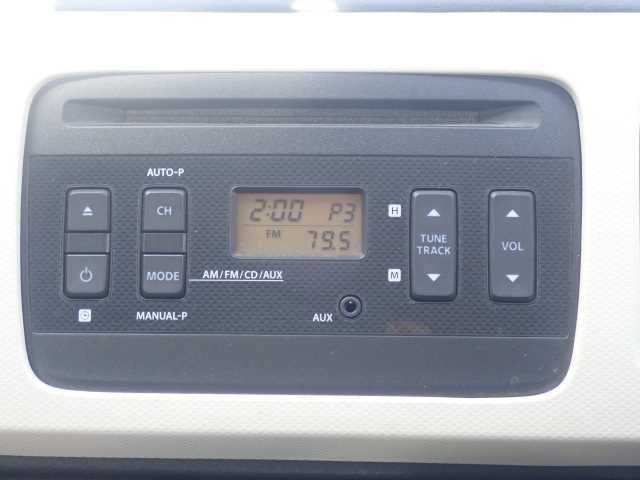 AUTO-P
CH
MODE
MANUAL-P
AM/FM/CD/AUX
2:00 P3
FM 79.5
AUX
H
M
TUNE
TRACK
VOL